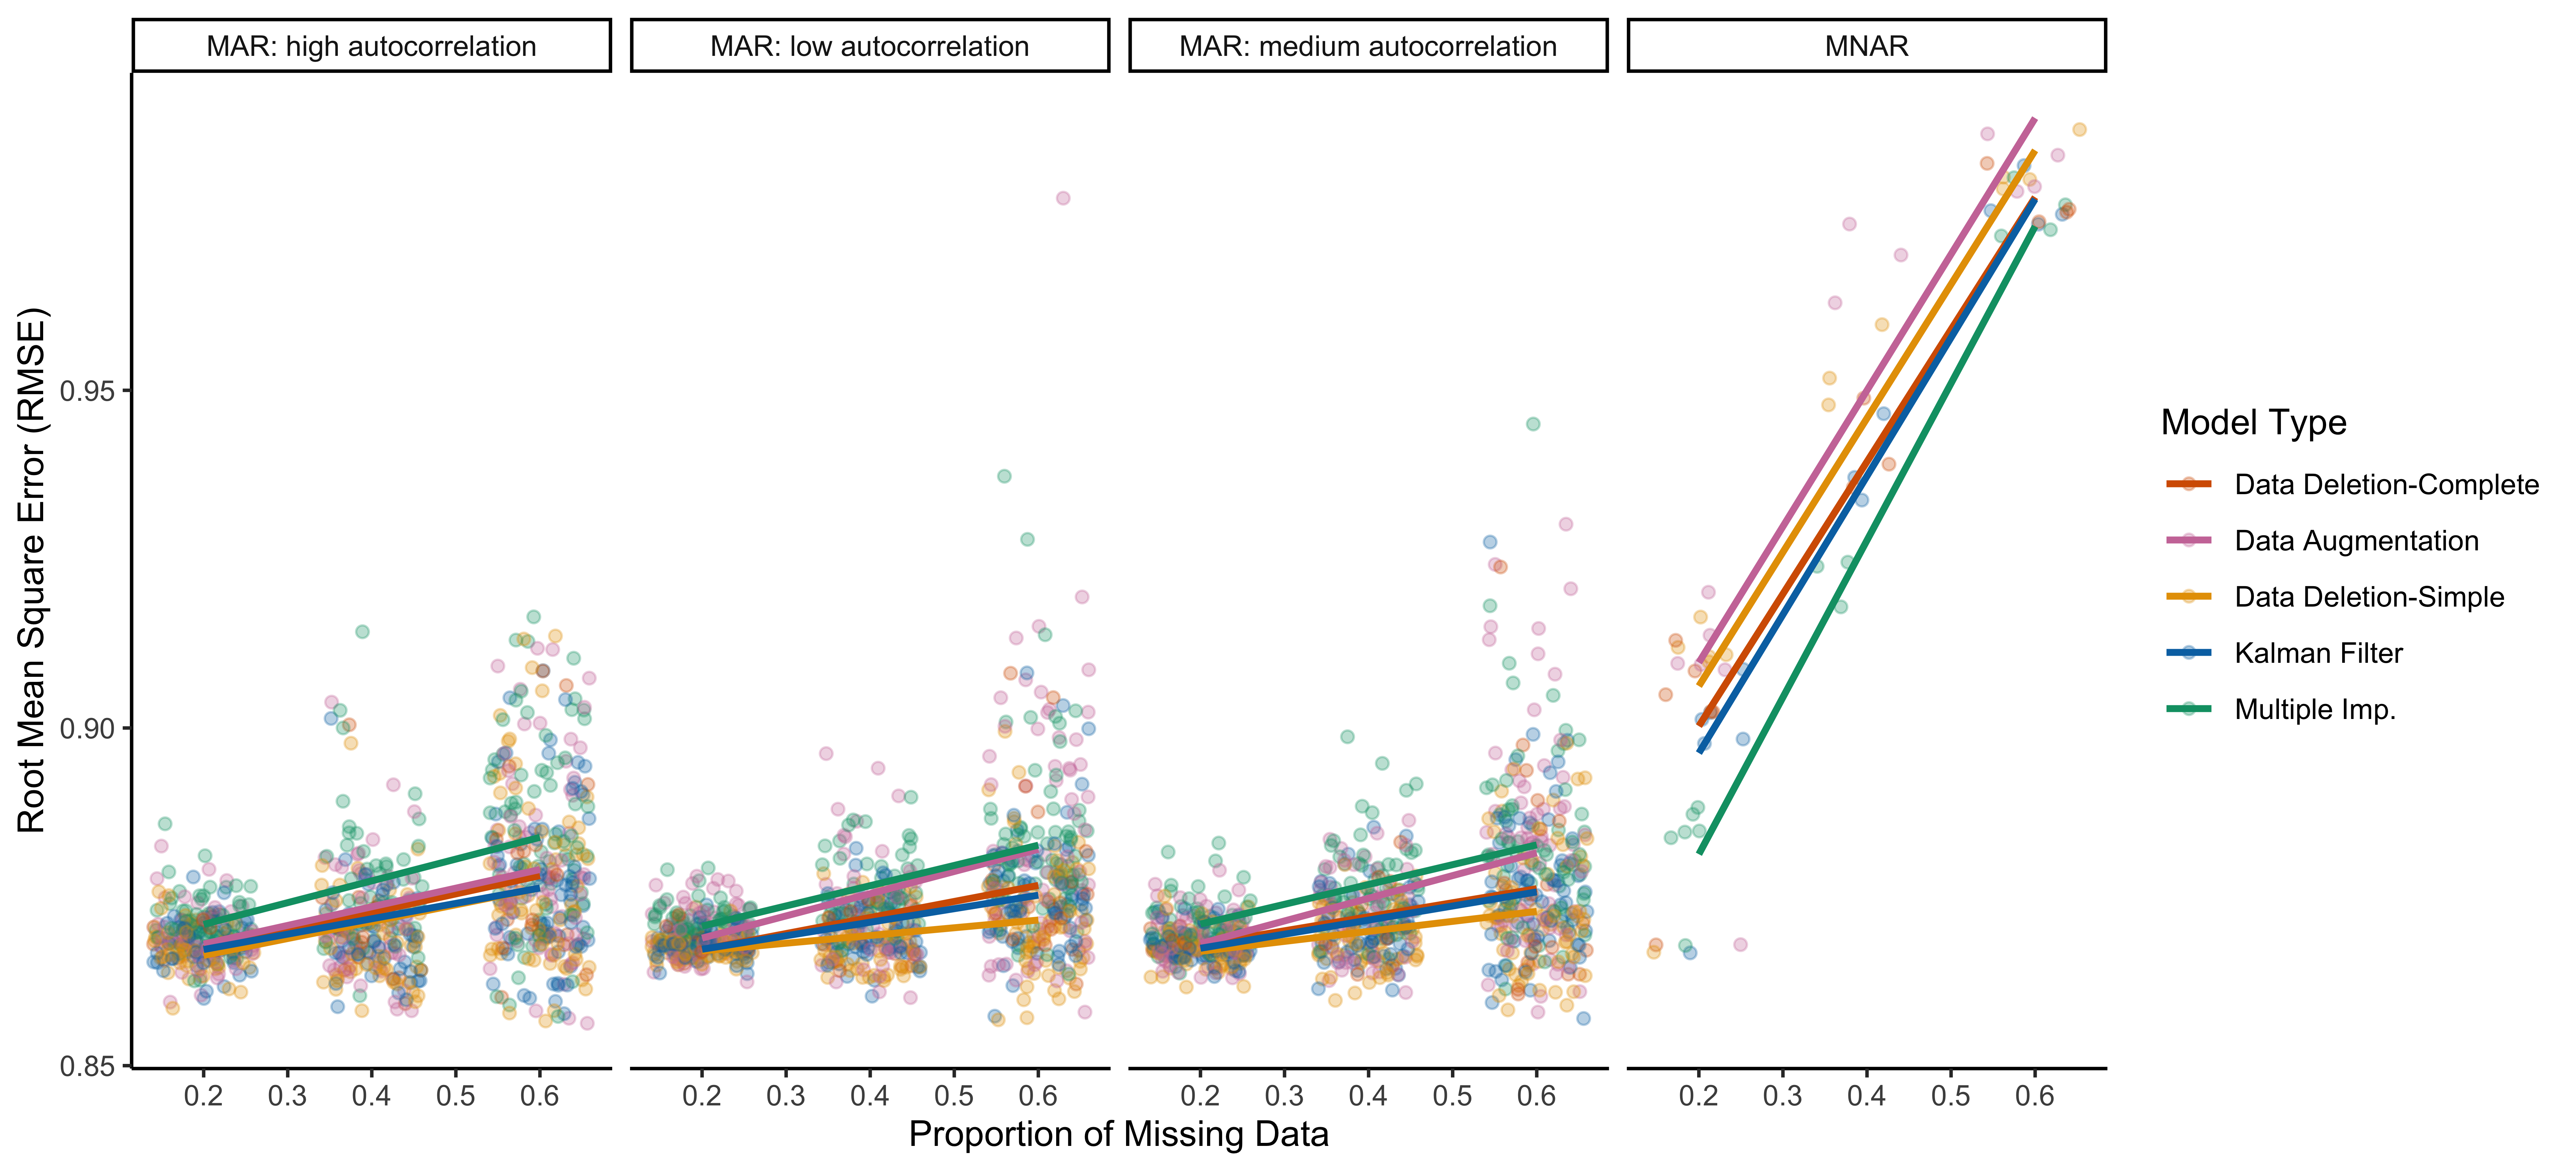 MAR: high autocorrelation
MAR: low autocorrelation
MAR: medium autocorrelation
MNAR
Root Mean Square Error (RMSE)
0.95
0.90
0.85
0.2 0.3 0.4 0.5 0.6
0.2 0.3 0.4 0.5 0.6
0.2 0.3 0.4 0.5 0.6
0.2 0.3 0.4 0.5 0.6
Proportion of Missing Data
Model Type
Data Deletion-Complete
Data Augmentation
Data Deletion-Simple
Kalman Filter
Multiple Imp.